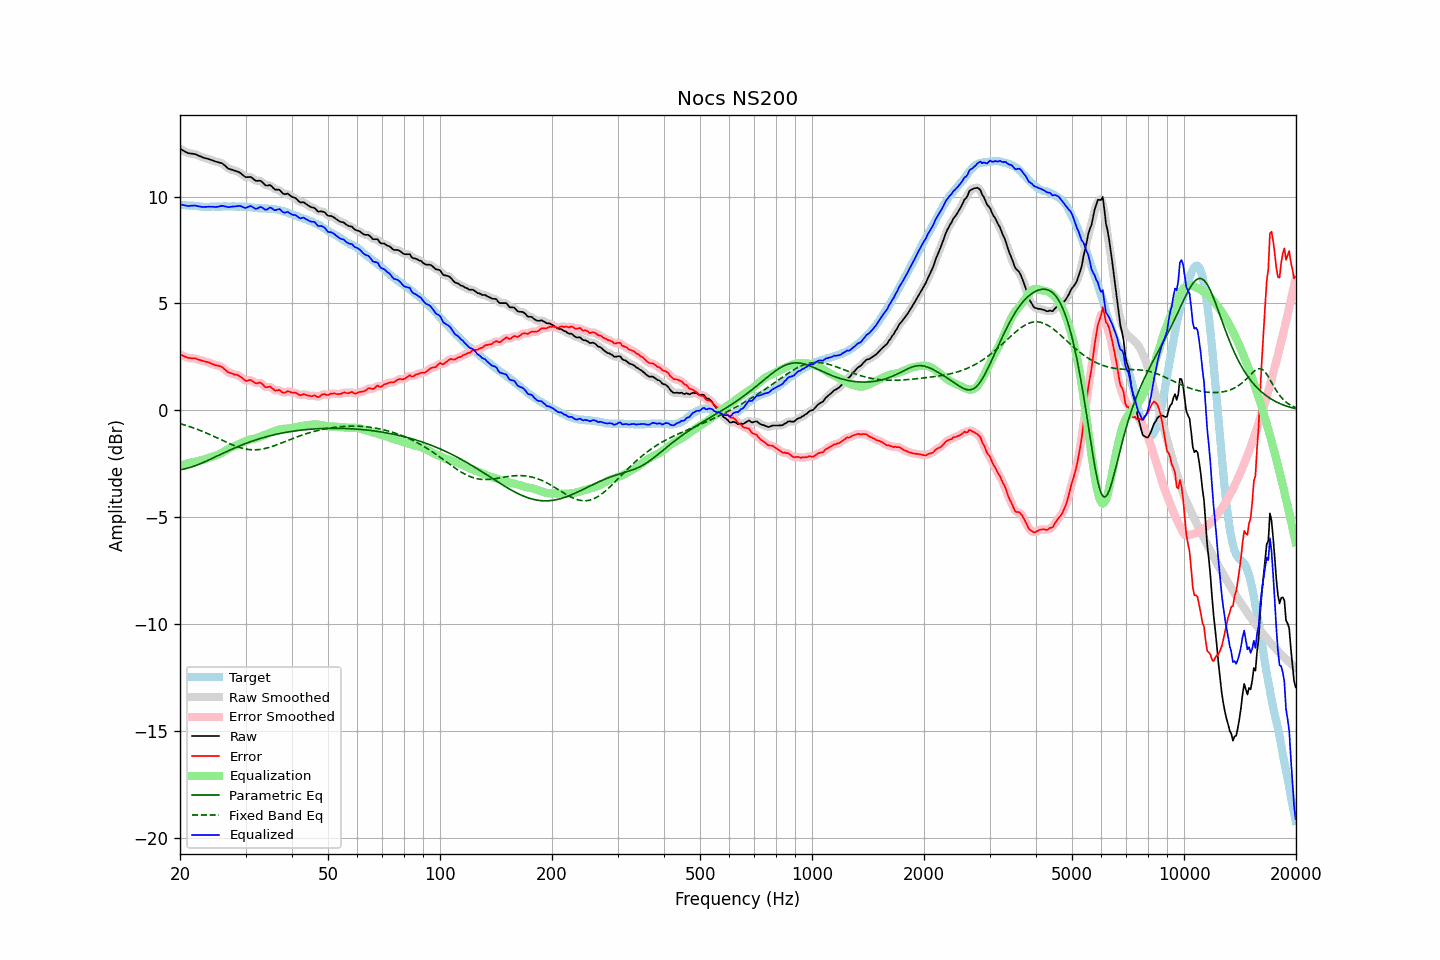 Nocs NS200
Amplitude (dBr)
10
5
0
−5
−10
−15
−20
Target
Raw Smoothed
Error Smoothed
Raw
Error
Equalization
Parametric Eq
Fixed Band Eq
Equalized
20 50 100 200 500 1000 2000 5000 10000 20000
Frequency (Hz)